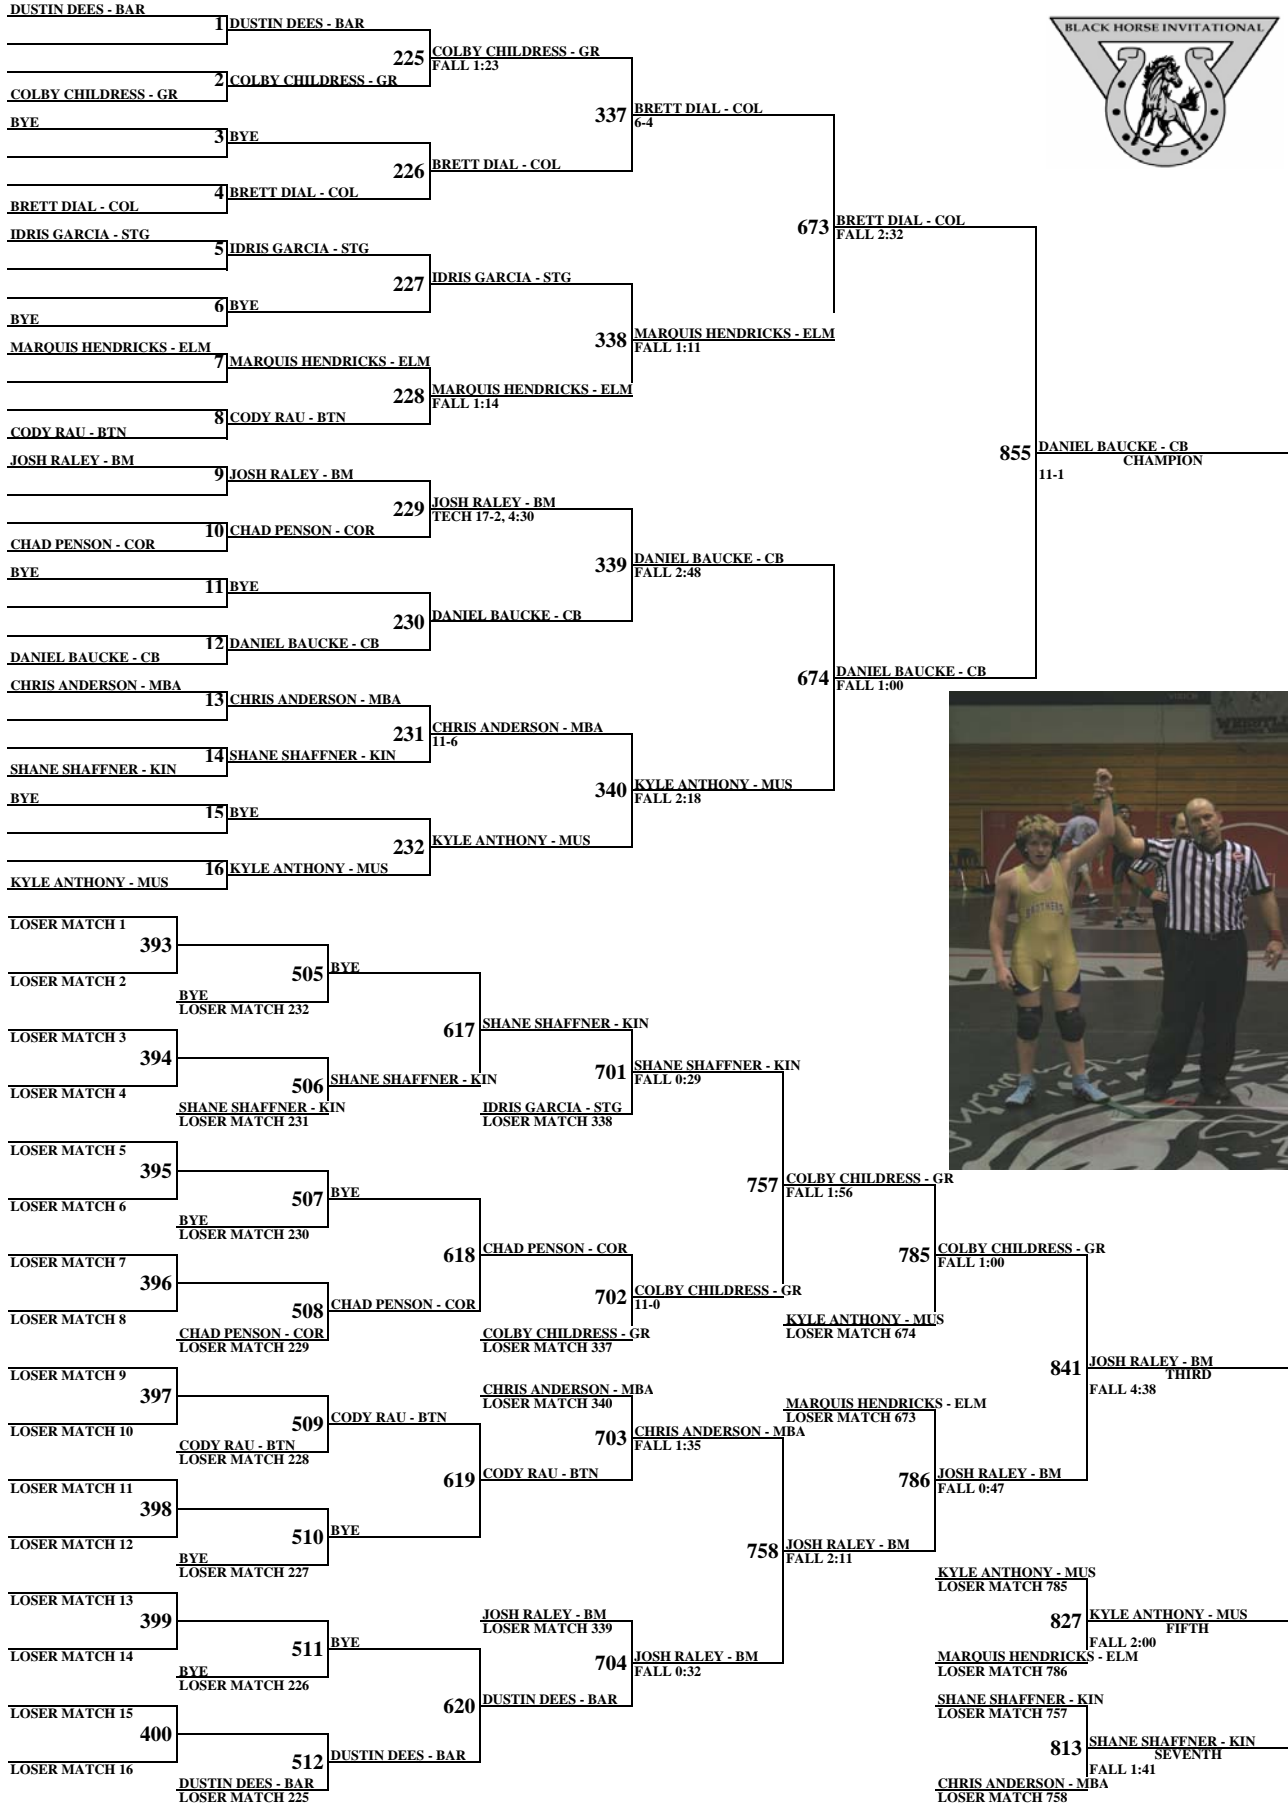 DUSTIN DEES - BAR
1 DUSTIN DEES - BAR
225 COLBY CHILDRESS - GR
FALL 1:23
2 COLBY CHILDRESS - GR
COLBY CHILDRESS - GR
337 BRETT DIAL - COL
6-4
BYE
3 BYE
226 BRETT DIAL - COL
4 BRETT DIAL - COL
BRETT DIAL - COL
673 BRETT DIAL - COL
FALL 2:32
IDRIS GARCIA - STG
5 IDRIS GARCIA - STG
227 IDRIS GARCIA - STG
6 BYE
BYE
338 MARQUIS HENDRICKS - ELM
FALL 1:11
MARQUIS HENDRICKS - ELM
7 MARQUIS HENDRICKS - ELM
228 MARQUIS HENDRICKS - ELM
FALL 1:14
8 CODY RAU - BTN
CODY RAU - BTN
855 DANIEL BAUCKE - CB
CHAMPION
11-1
JOSH RALEY - BM
9 JOSH RALEY - BM
229 JOSH RALEY - BM
TECH 17-2, 4:30
10 CHAD PENSON - COR
CHAD PENSON - COR
339 DANIEL BAUCKE - CB
FALL 2:48
BYE
11 BYE
230 DANIEL BAUCKE - CB
12 DANIEL BAUCKE - CB
DANIEL BAUCKE - CB
674 DANIEL BAUCKE - CB
FALL 1:00
CHRIS ANDERSON - MBA
13 CHRIS ANDERSON - MBA
231 CHRIS ANDERSON - MBA
11-6
14 SHANE SHAFFNER - KIN
SHANE SHAFFNER - KIN
340 KYLE ANTHONY - MUS
FALL 2:18
BYE
15 BYE
232 KYLE ANTHONY - MUS
16 KYLE ANTHONY - MUS
KYLE ANTHONY - MUS
BLACK HORSE INVITATIONAL
BROTHERS
LOSER MATCH 1
393
LOSER MATCH 2
505 BYE
BYE
LOSER MATCH 232
617 SHANE SHAFFNER - KIN
LOSER MATCH 3
394
LOSER MATCH 4
506 SHANE SHAFFNER - KIN
SHANE SHAFFNER - KIN
LOSER MATCH 231
701 SHANE SHAFFNER - KIN
FALL 0:29
IDRIS GARCIA - STG
LOSER MATCH 338
LOSER MATCH 5
395
LOSER MATCH 6
507 BYE
BYE
LOSER MATCH 230
757 COLBY CHILDRESS - GR
FALL 1:56
618 CHAD PENSON - COR
LOSER MATCH 7
396
LOSER MATCH 8
508 CHAD PENSON - COR
CHAD PENSON - COR
LOSER MATCH 229
702 COLBY CHILDRESS - GR
11-0
COLBY CHILDRESS - GR
LOSER MATCH 337
785 COLBY CHILDRESS - GR
FALL 1:00
KYLE ANTHONY - MUS
LOSER MATCH 674
841 JOSH RALEY - BM
THIRD
FALL 4:38
LOSER MATCH 9
397
LOSER MATCH 10
509 CODY RAU - BTN
CODY RAU - BTN
LOSER MATCH 228
CHRIS ANDERSON - MBA
LOSER MATCH 340
703 CHRIS ANDERSON - MBA
FALL 1:35
619 CODY RAU - BTN
MARQUIS HENDRICKS - ELM
LOSER MATCH 673
786 JOSH RALEY - BM
FALL 0:47
LOSER MATCH 11
398
LOSER MATCH 12
510 BYE
BYE
LOSER MATCH 227
758 JOSH RALEY - BM
FALL 2:11
LOSER MATCH 13
399
LOSER MATCH 14
511 BYE
BYE
LOSER MATCH 226
JOSH RALEY - BM
LOSER MATCH 339
704 JOSH RALEY - BM
FALL 0:32
620 DUSTIN DEES - BAR
LOSER MATCH 15
400
LOSER MATCH 16
512 DUSTIN DEES - BAR
DUSTIN DEES - BAR
LOSER MATCH 225
KYLE ANTHONY - MUS
LOSER MATCH 785
827 KYLE ANTHONY - MUS
FIFTH
FALL 2:00
MARQUIS HENDRICKS - ELM
LOSER MATCH 786
SHANE SHAFFNER - KIN
LOSER MATCH 757
813 SHANE SHAFFNER - KIN
SEVENTH
FALL 1:41
CHRIS ANDERSON - MBA
LOSER MATCH 758